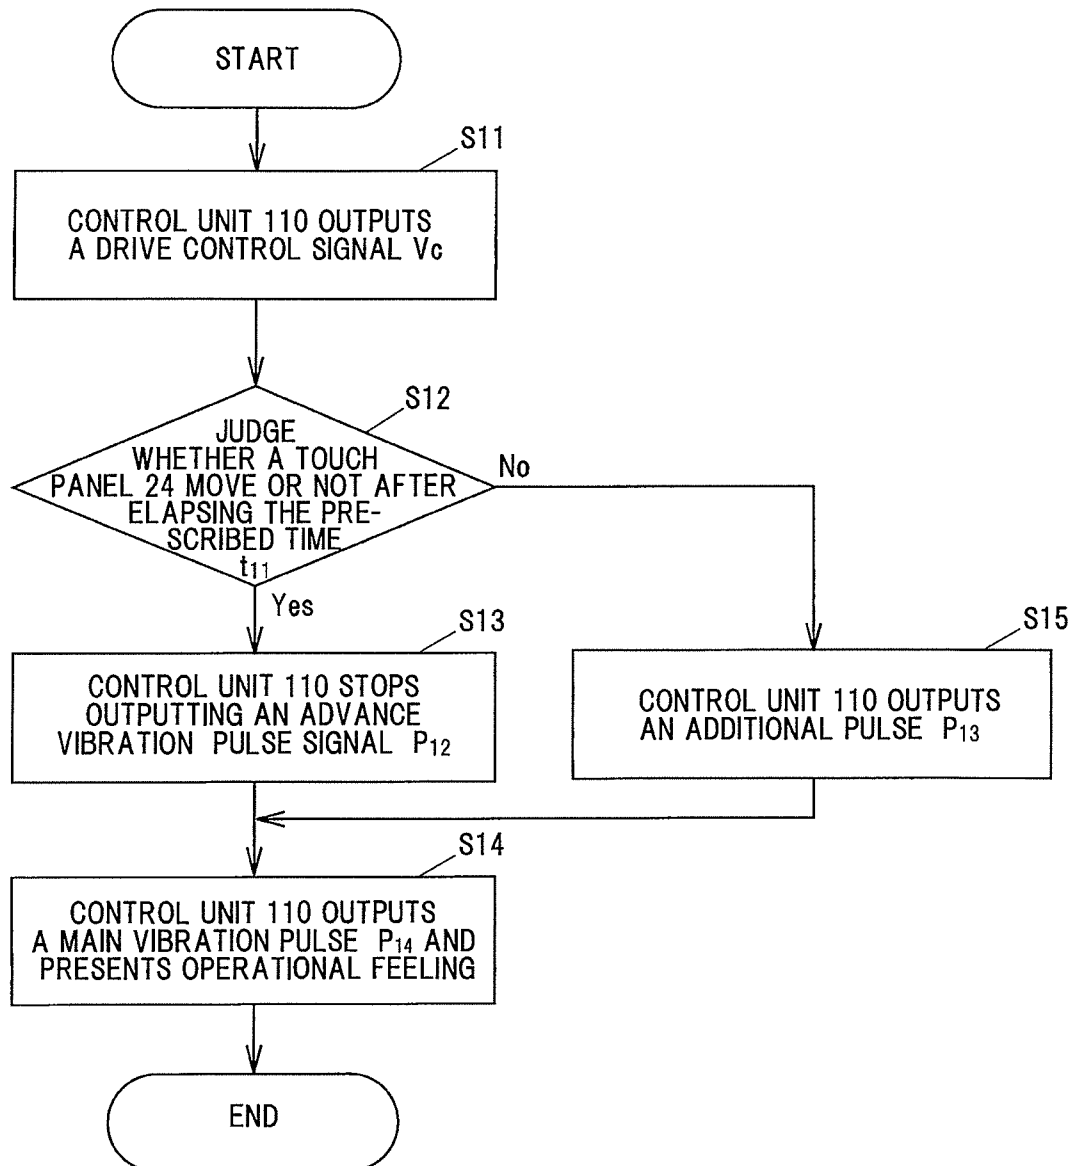 START
S11
CONTROL UNIT 110 OUTPUTS
A DRIVE CONTROL SIGNAL Vc
S12
JUDGE
WHETHER A TOUCH
PANEL 24 MOVE OR NOT AFTER
ELAPSING THE PRE-
SCRIBED TIME
t11
No
Yes
S13
CONTROL UNIT 110 STOPS
OUTPUTTING AN ADVANCE
VIBRATION PULSE SIGNAL P12
S15
CONTROL UNIT 110 OUTPUTS
AN ADDITIONAL PULSE P13
S14
CONTROL UNIT 110 OUTPUTS
A MAIN VIBRATION PULSE P14 AND
PRESENTS OPERATIONAL FEELING
END